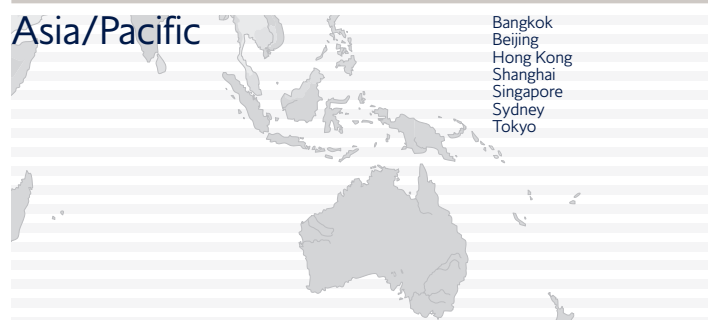 Asia/Pacific
Bangkok
Beijing
Hong Kong
Shanghai
Singapore
Sydney
Tokyo